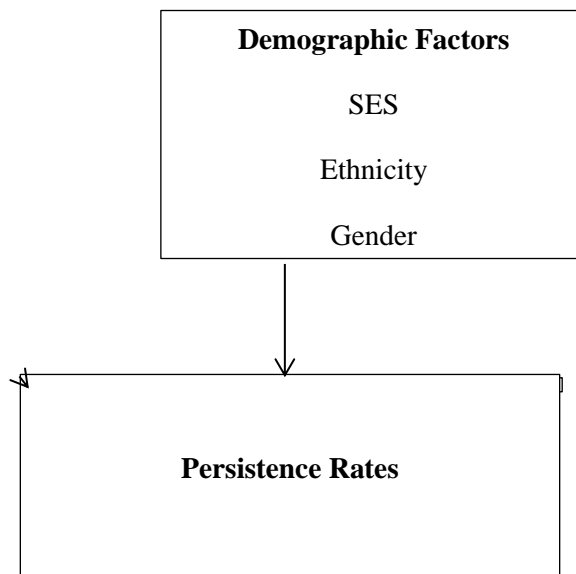 Demographic Factors
SES
Ethnicity
Gender
Persistence Rates